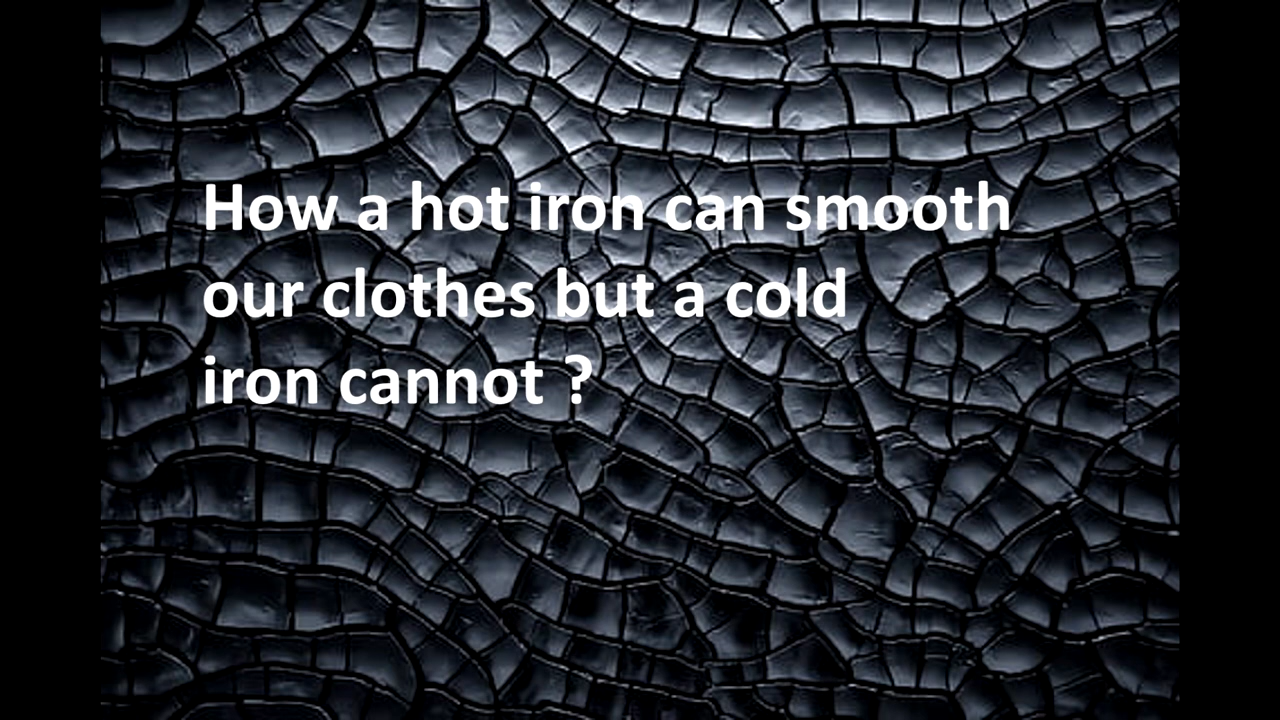 How a hot iron can smooth
our clothes but a cold
iron cannot ?